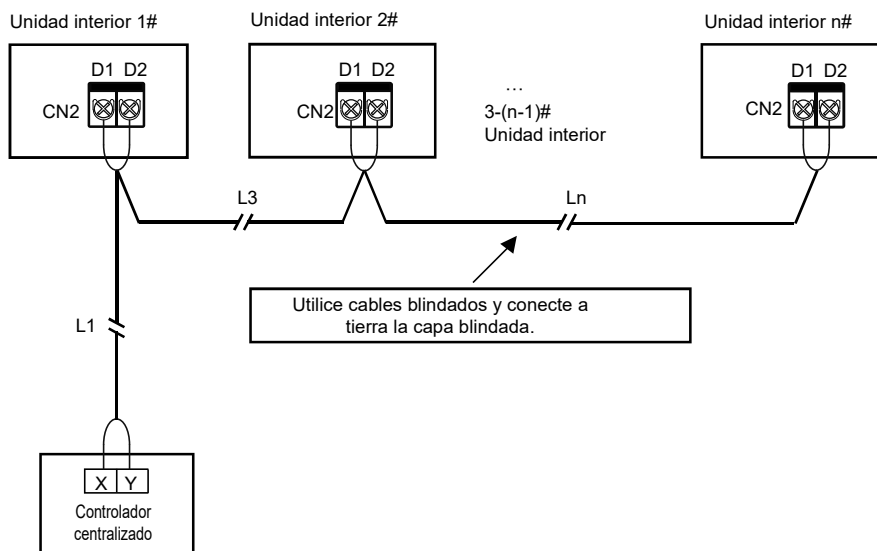 Unidad interior 1#
Unidad interior 2#
Unidad interior n#
D1 D2
CN2
D1 D2
CN2
…
3-(n-1)#
Unidad interior
D1 D2
CN2
L3
Ln
Utilice cables blindados y conecte a
tierra la capa blindada.
L1
X Y
Controlador
centralizado